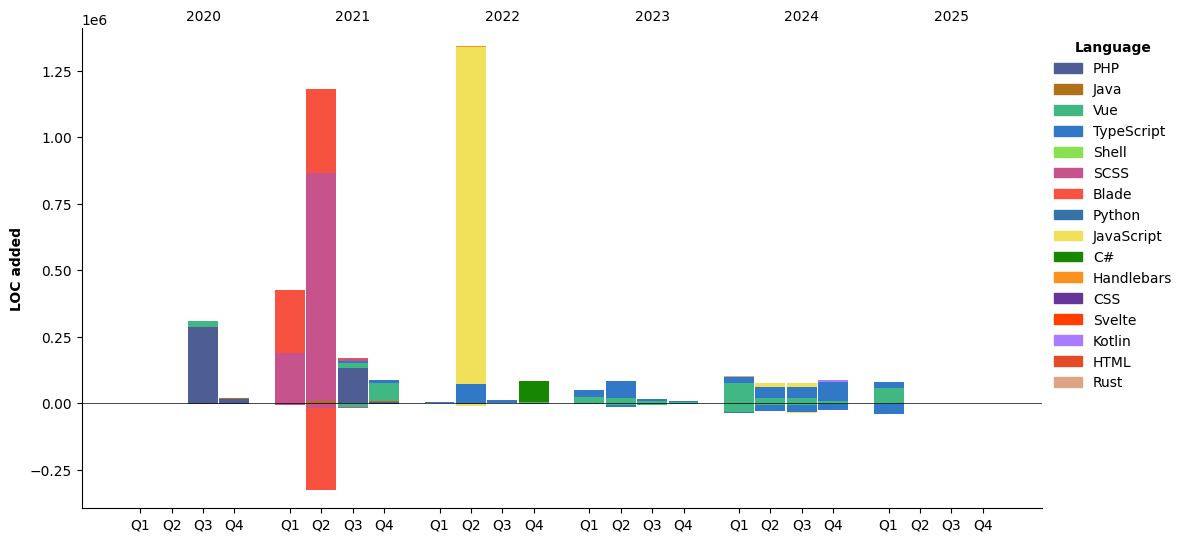 1e6
2020 2021 2022 2023 2024 2025
LOC added
1.25
1.00
0.75
0.50
0.25
0.00
−0.25
Q1 Q2 Q3 Q4 Q1 Q2 Q3 Q4 Q1 Q2 Q3 Q4 Q1 Q2 Q3 Q4 Q1 Q2 Q3 Q4 Q1 Q2 Q3 Q4
Language
PHP
Java
Vue
TypeScript
Shell
SCSS
Blade
Python
JavaScript
C#
Handlebars
CSS
Svelte
Kotlin
HTML
Rust